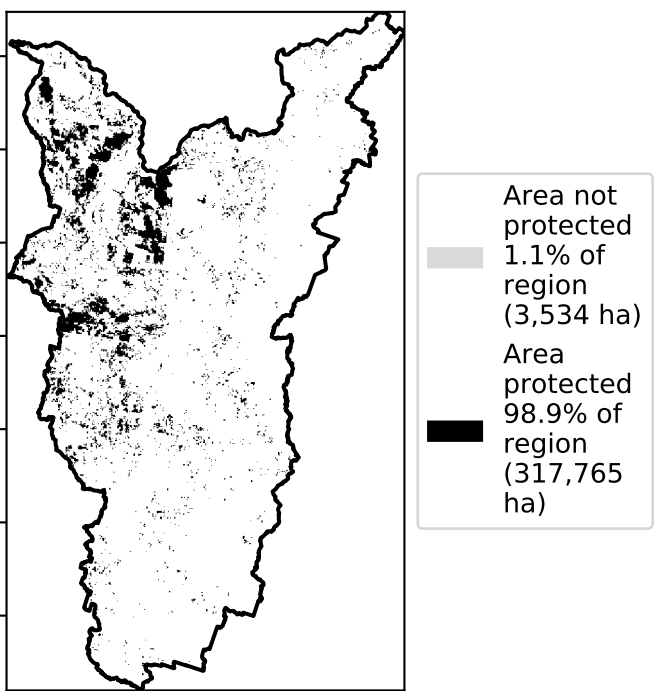 Area not
protected
1.1% of
region
(3,534 ha)
Area
protected
98.9% of
region
(317,765
ha)